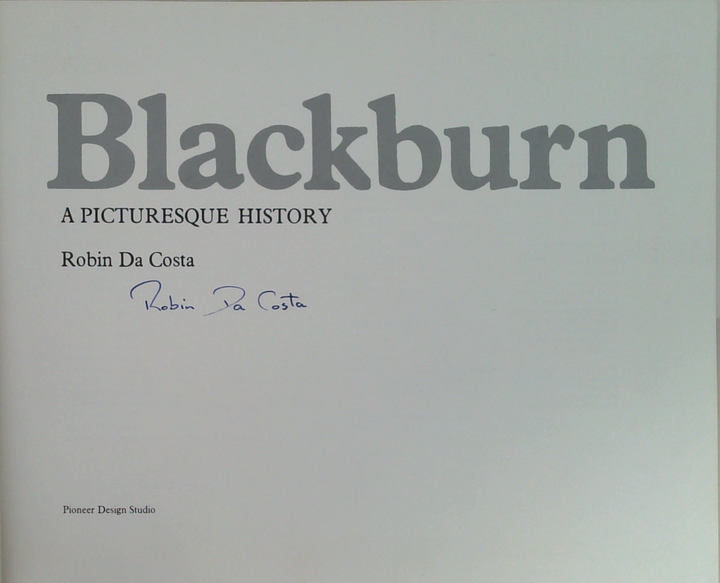 Blackburn
A PICTURESQUE HISTORY
Robin Da Costa
Robin Da Costa
Pioneer Design Studio